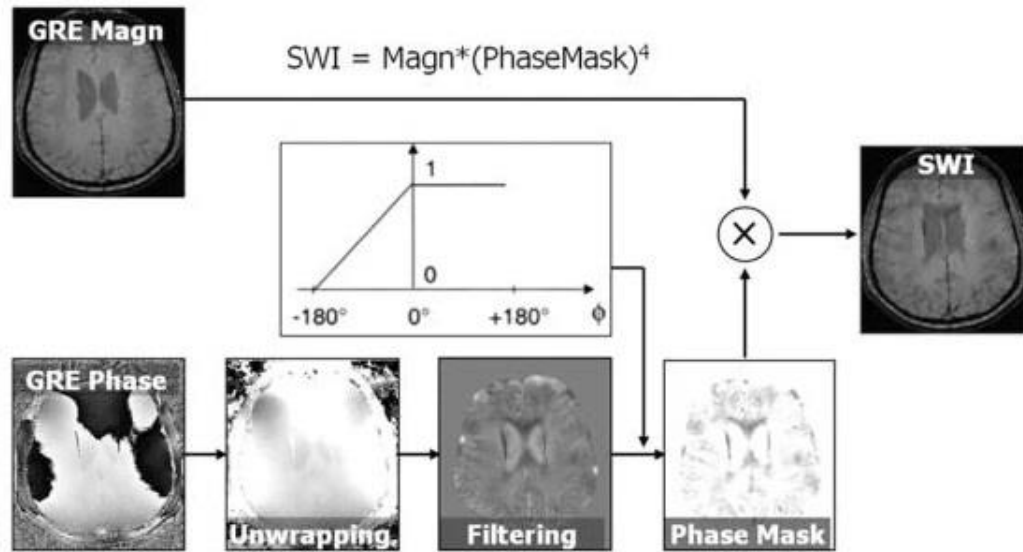 GRE Magn
SWI = Magn*(PhaseMask)⁴
SWI
1
0
-180° 0° +180° ϕ
GRE Phase
Unwrapping
Filtering
Phase Mask